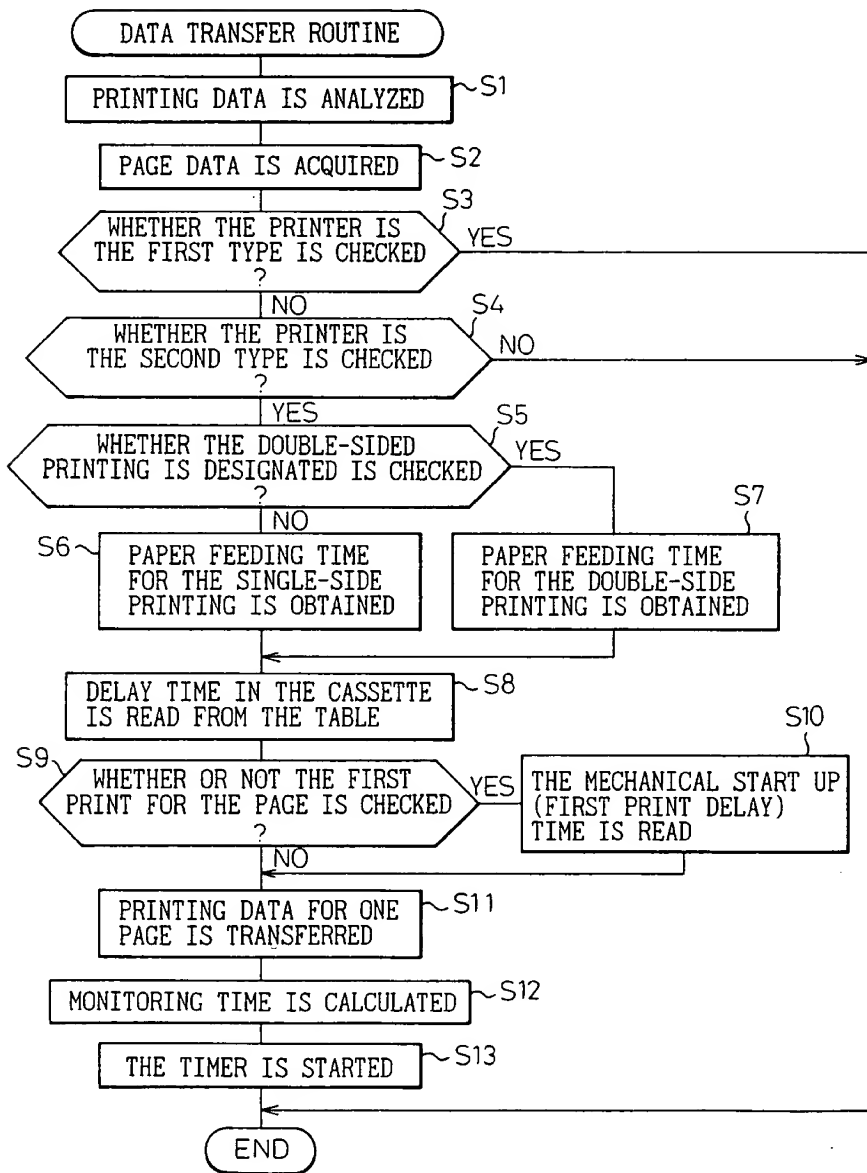 DATA TRANSFER ROUTINE
PRINTING DATA IS ANALYZED
S1
PAGE DATA IS ACQUIRED
S2
S3
WHETHER THE PRINTER IS
THE FIRST TYPE IS CHECKED
?
YES
NO
S4
WHETHER THE PRINTER IS
THE SECOND TYPE IS CHECKED
?
NO
YES
S5
WHETHER THE DOUBLE-SIDED
PRINTING IS DESIGNATED IS CHECKED
?
YES
NO
S6
PAPER FEEDING TIME
FOR THE SINGLE-SIDE
PRINTING IS OBTAINED
S7
PAPER FEEDING TIME
FOR THE DOUBLE-SIDE
PRINTING IS OBTAINED
DELAY TIME IN THE CASSETTE
IS READ FROM THE TABLE
S8
S9
WHETHER OR NOT THE FIRST
PRINT FOR THE PAGE IS CHECKED
?
YES
NO
S10
THE MECHANICAL START UP
(FIRST PRINT DELAY)
TIME IS READ
PRINTING DATA FOR ONE
PAGE IS TRANSFERRED
S11
MONITORING TIME IS CALCULATED
S12
THE TIMER IS STARTED
S13
END